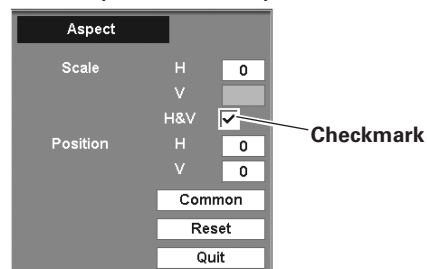 Aspect
Scale H 0
V
H&V
Checkmark
Position H 0
V 0
Common
Reset
Quit